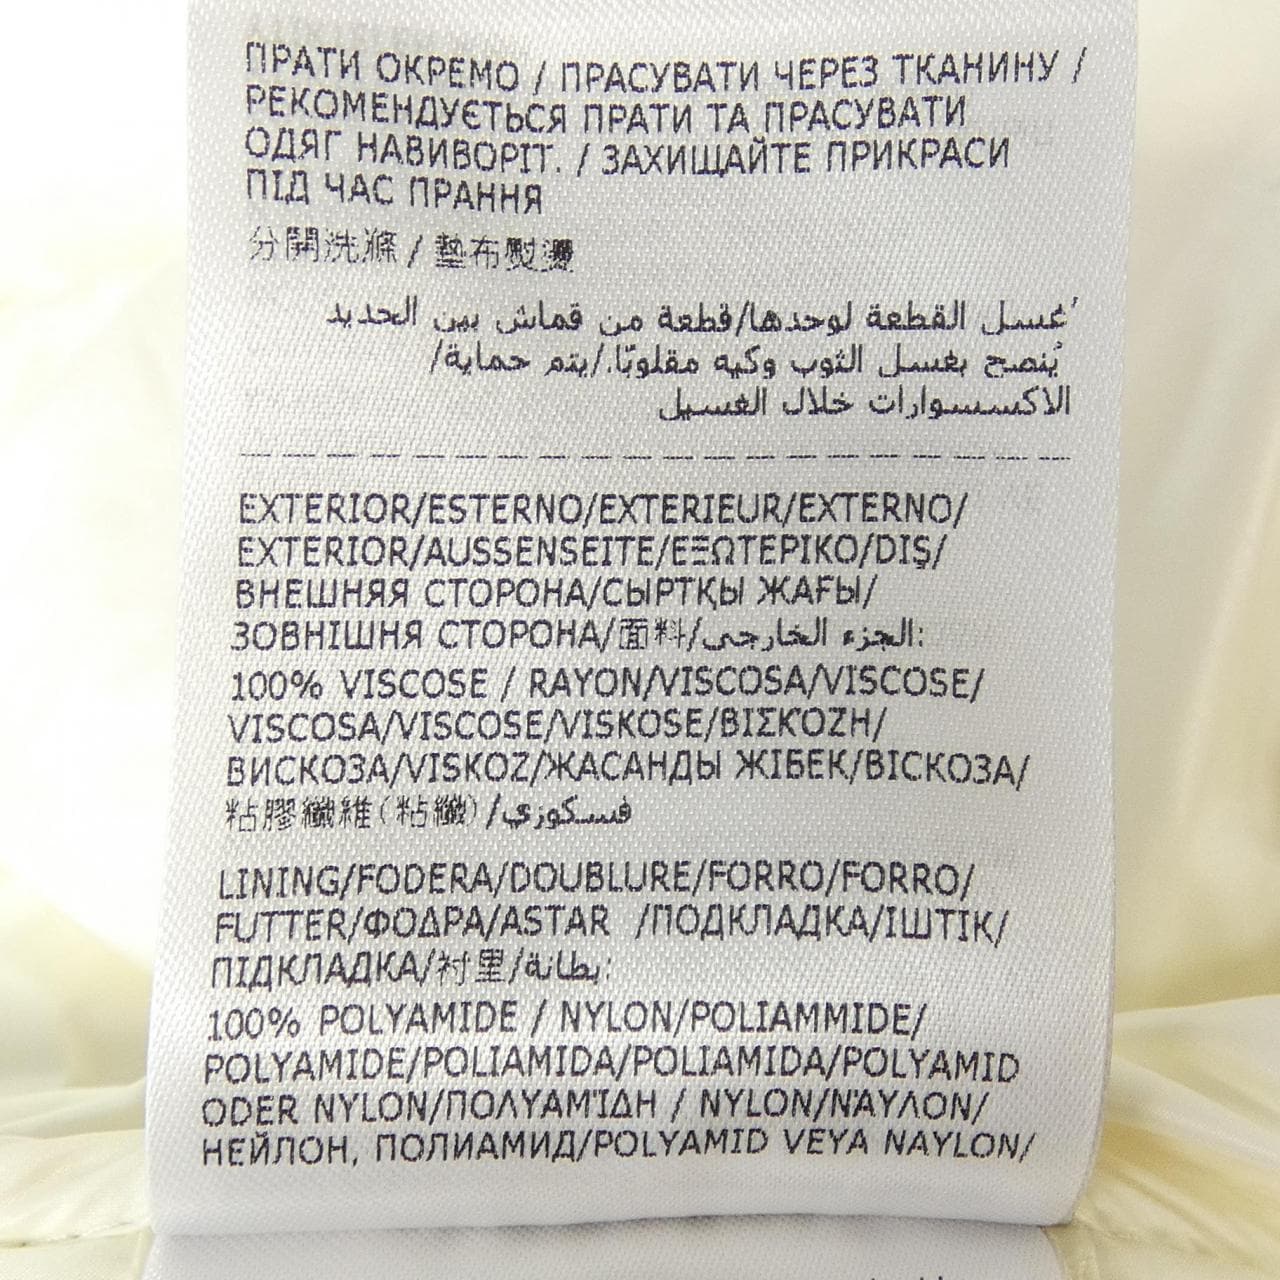 ПРАТИ ОКРЕМО / ПРАСУВАТИ ЧЕРЕЗ ТКАНИНУ /
РЕКОМЕНДУЄТЬСЯ ПРАТИ ТА ПРАСУВАТИ
ОДЯГ НАВИВОРІТ. / ЗАХИЩАЙТЕ ПРИКРАСИ
ПІД ЧАС ПРАННЯ
分開洗滌 / 墊布熨燙
ُغسل القطعة لوحدها/قطعة من قماش بين الحديد
ُينصح بغسل الثوب وكيه مقلوبًا./يتم حماية/
الاكسسوارات خلال الغسيل
EXTERIOR/ESTERNO/EXTERIEUR/EXTERNO/
EXTERIOR/AUSSENSEITE/ΕΞΩΤΕΡΙΚΟ/DIŞ/
ВНЕШНЯЯ СТОРОНА/СЫРТҚЫ ЖАҒЫ/
ЗОВНІШНЯ СТОРОНА/面料/الجزء الخارجي:
100% VISCOSE / RAYON/VISCOSA/VISCOSE/
VISCOSA/VISCOSE/VISKOSE/ΒΙΣΚΌΖΗ/
ВИСКОЗА/VISKOZ/ЖАСАНДЫ ЖІБЕК/ВІСКОЗА/
粘膠纖維(粘纖)/فسكوزي
LINING/FODERA/DOUBLURE/FORRO/FORRO/
FUTTER/ΦΟΔΡΑ/ASTAR /ПОДКЛАДКА/ІШТІК/
ПІДКЛАДКА/衬里/بطانة:
100% POLYAMIDE / NYLON/POLIAMMIDE/
POLYAMIDE/POLIAMIDA/POLIAMIDA/POLYAMID
ODER NYLON/ΠΟΛΥΑΜΊΔΗ / NYLON/ΝΆΥΛΟΝ/
НЕЙЛОН, ПОЛИАМИД/POLYAMID VEYA NAYLON/